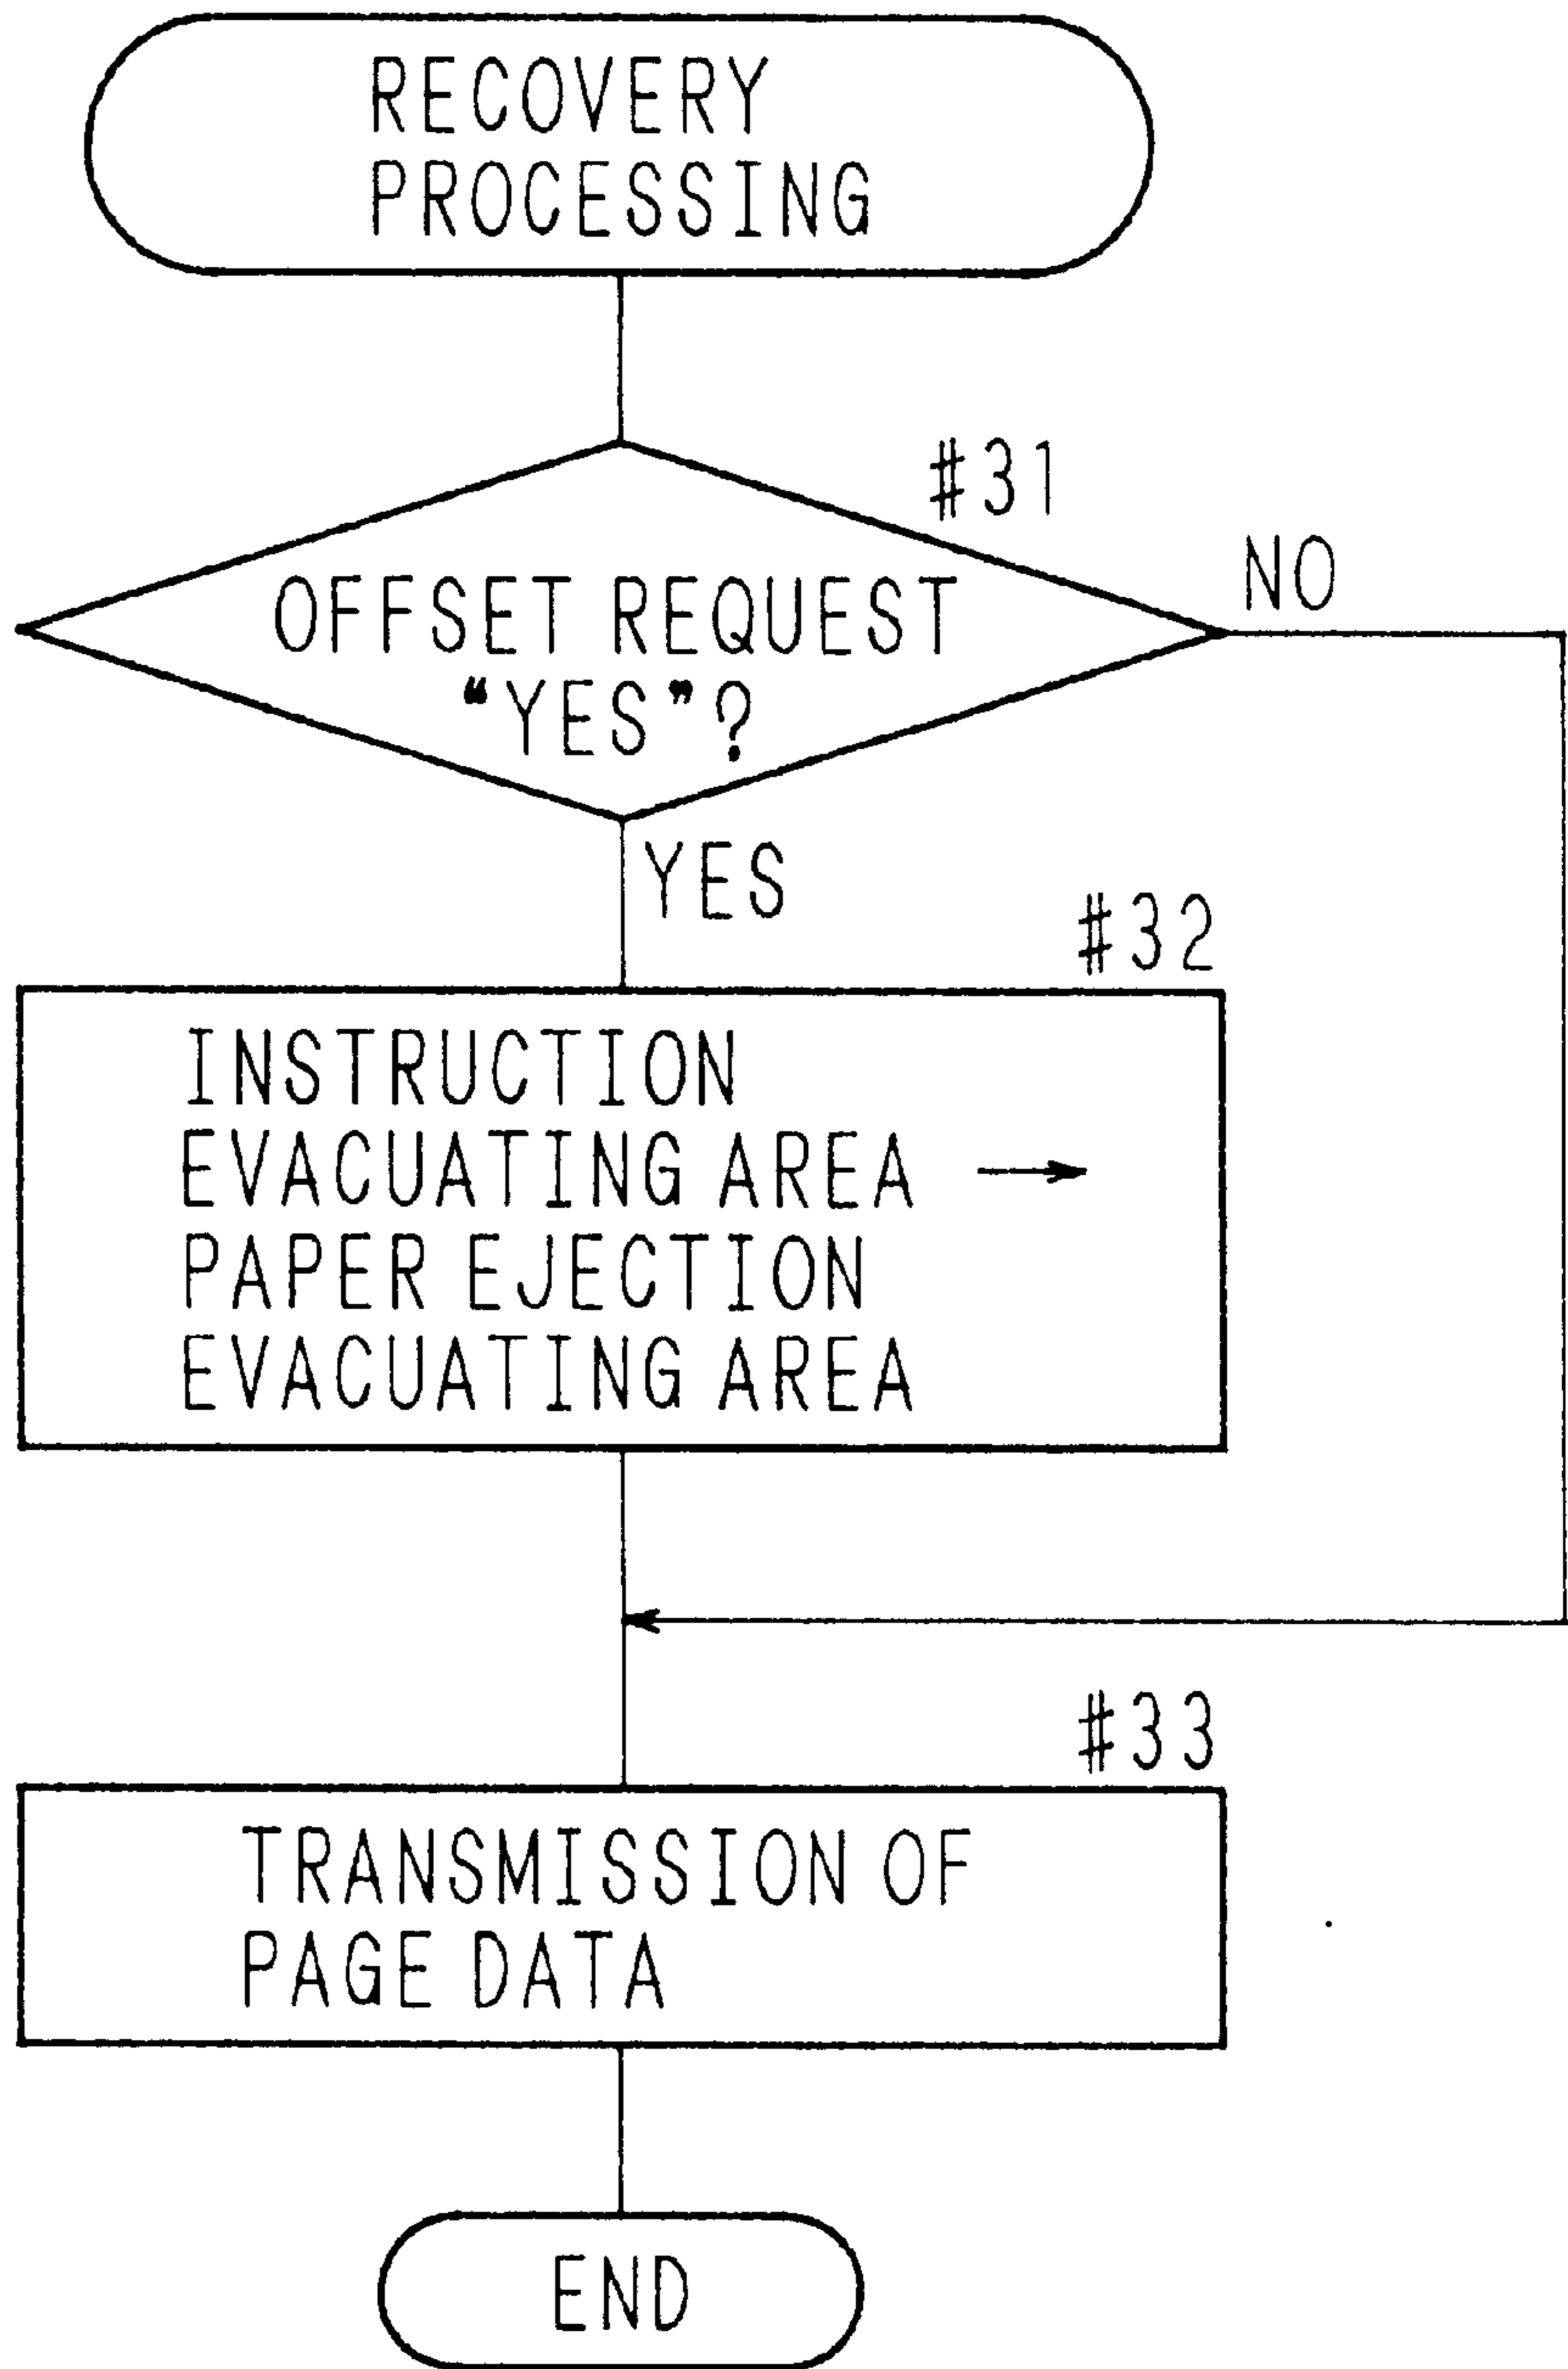 RECOVERY
PROCESSING
#31
NO
OFFSET REQUEST
“YES”?
YES
#32
INSTRUCTION
EVACUATING AREA →
PAPER EJECTION
EVACUATING AREA
#33
TRANSMISSION OF
PAGE DATA
END